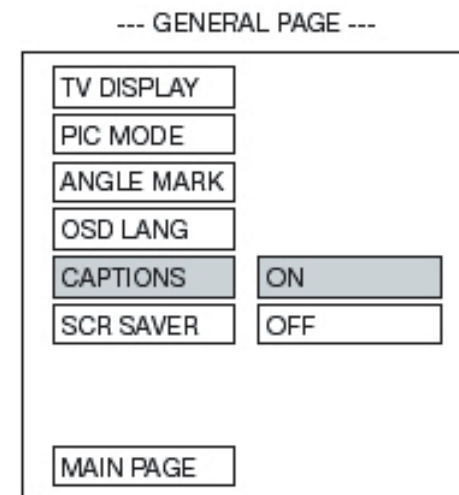 --- GENERAL PAGE ---
TV DISPLAY
PIC MODE
ANGLE MARK
OSD LANG
CAPTIONS ON
SCR SAVER OFF
MAIN PAGE